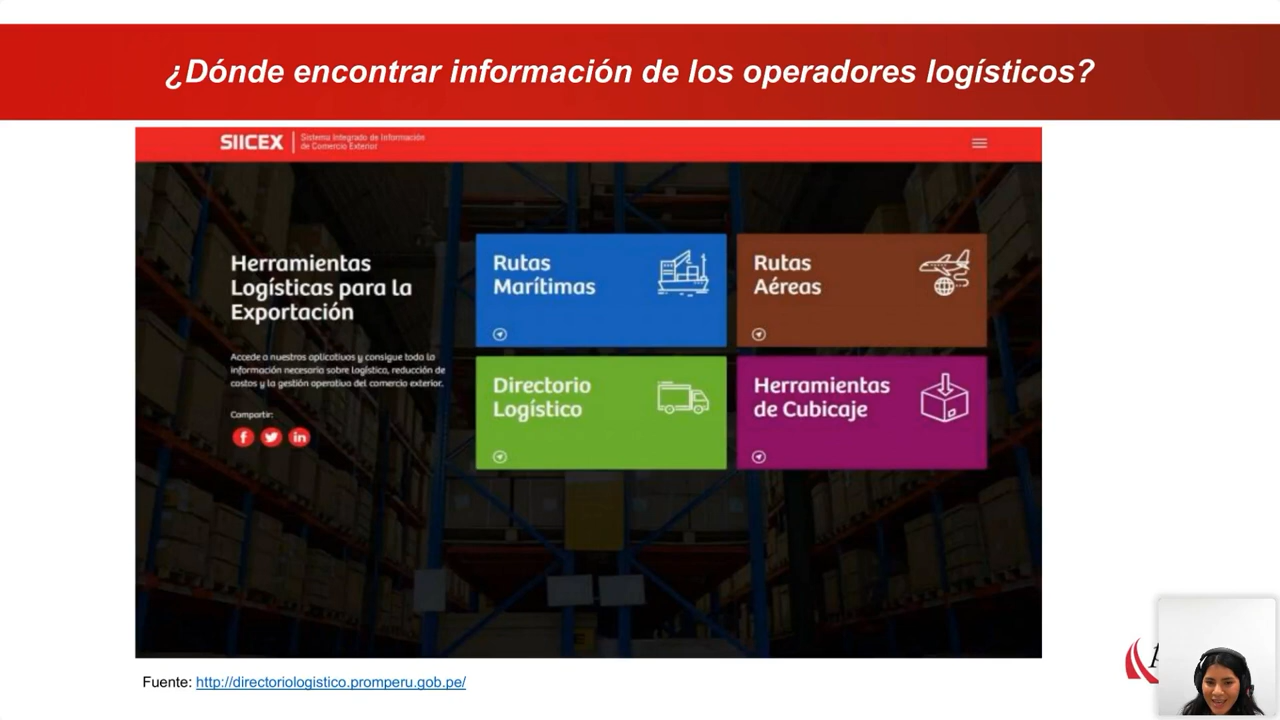 ¿Dónde encontrar información de los operadores logísticos?
SIICEX
Sistema Integrado de Información
de Comercio Exterior
Herramientas
Logísticas para la
Exportación
Accede a nuestros aplicativos y consigue toda la
información necesaria sobre logística, reducción de
costos y la gestión operativa del comercio exterior.
Compartir:
f
in
Rutas
Marítimas
Rutas
Aéreas
Directorio
Logístico
Herramientas
de Cubicaje
Fuente: http://directoriologistico.promperu.gob.pe/